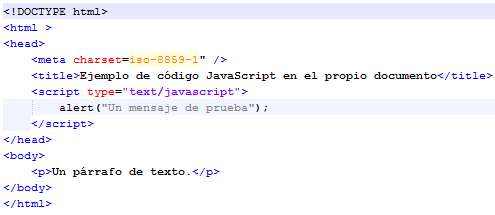 <!DOCTYPE html>
<html >
<head>
<meta charset=iso-8859-1" />
<title>Ejemplo de código JavaScript en el propio documento</title>
<script type="text/javascript">
alert("Un mensaje de prueba");
</script>
</head>
<body>
<p>Un párrafo de texto.</p>
</body>
</html>